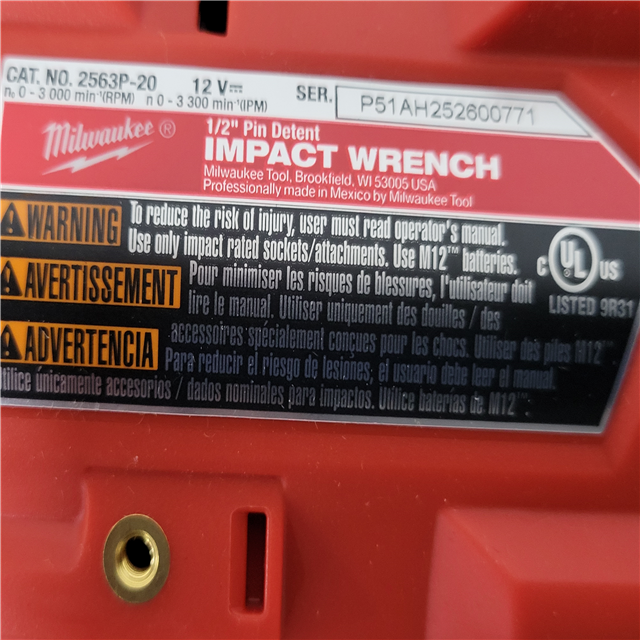 CAT. NO. 2563P-20 12 V⎓ SER. P51AH252600771
n₀ 0 - 3 000 min⁻¹(RPM) n 0 - 3 300 min⁻¹(IPM)
Milwaukee®
1/2" Pin Detent
IMPACT WRENCH
Milwaukee Tool, Brookfield, WI 53005 USA
Professionally made in Mexico by Milwaukee Tool
WARNING To reduce the risk of injury, user must read operator's manual.
Use only impact rated sockets/attachments. Use M12™ batteries.
AVERTISSEMENT Pour minimiser les risques de blessures, l'utilisateur doit
lire le manual. Utiliser uniquement des douilles / des
accessoires spécialement conçues pour les chocs. Utiliser des piles M12™.
ADVERTENCIA Para reducir el riesgo de lesiones, el usuario debe leer el manual.
Utilice únicamente accesorios / dados nominales para impactos. Utilice baterías de M12™.
C UL US
LISTED 9R31